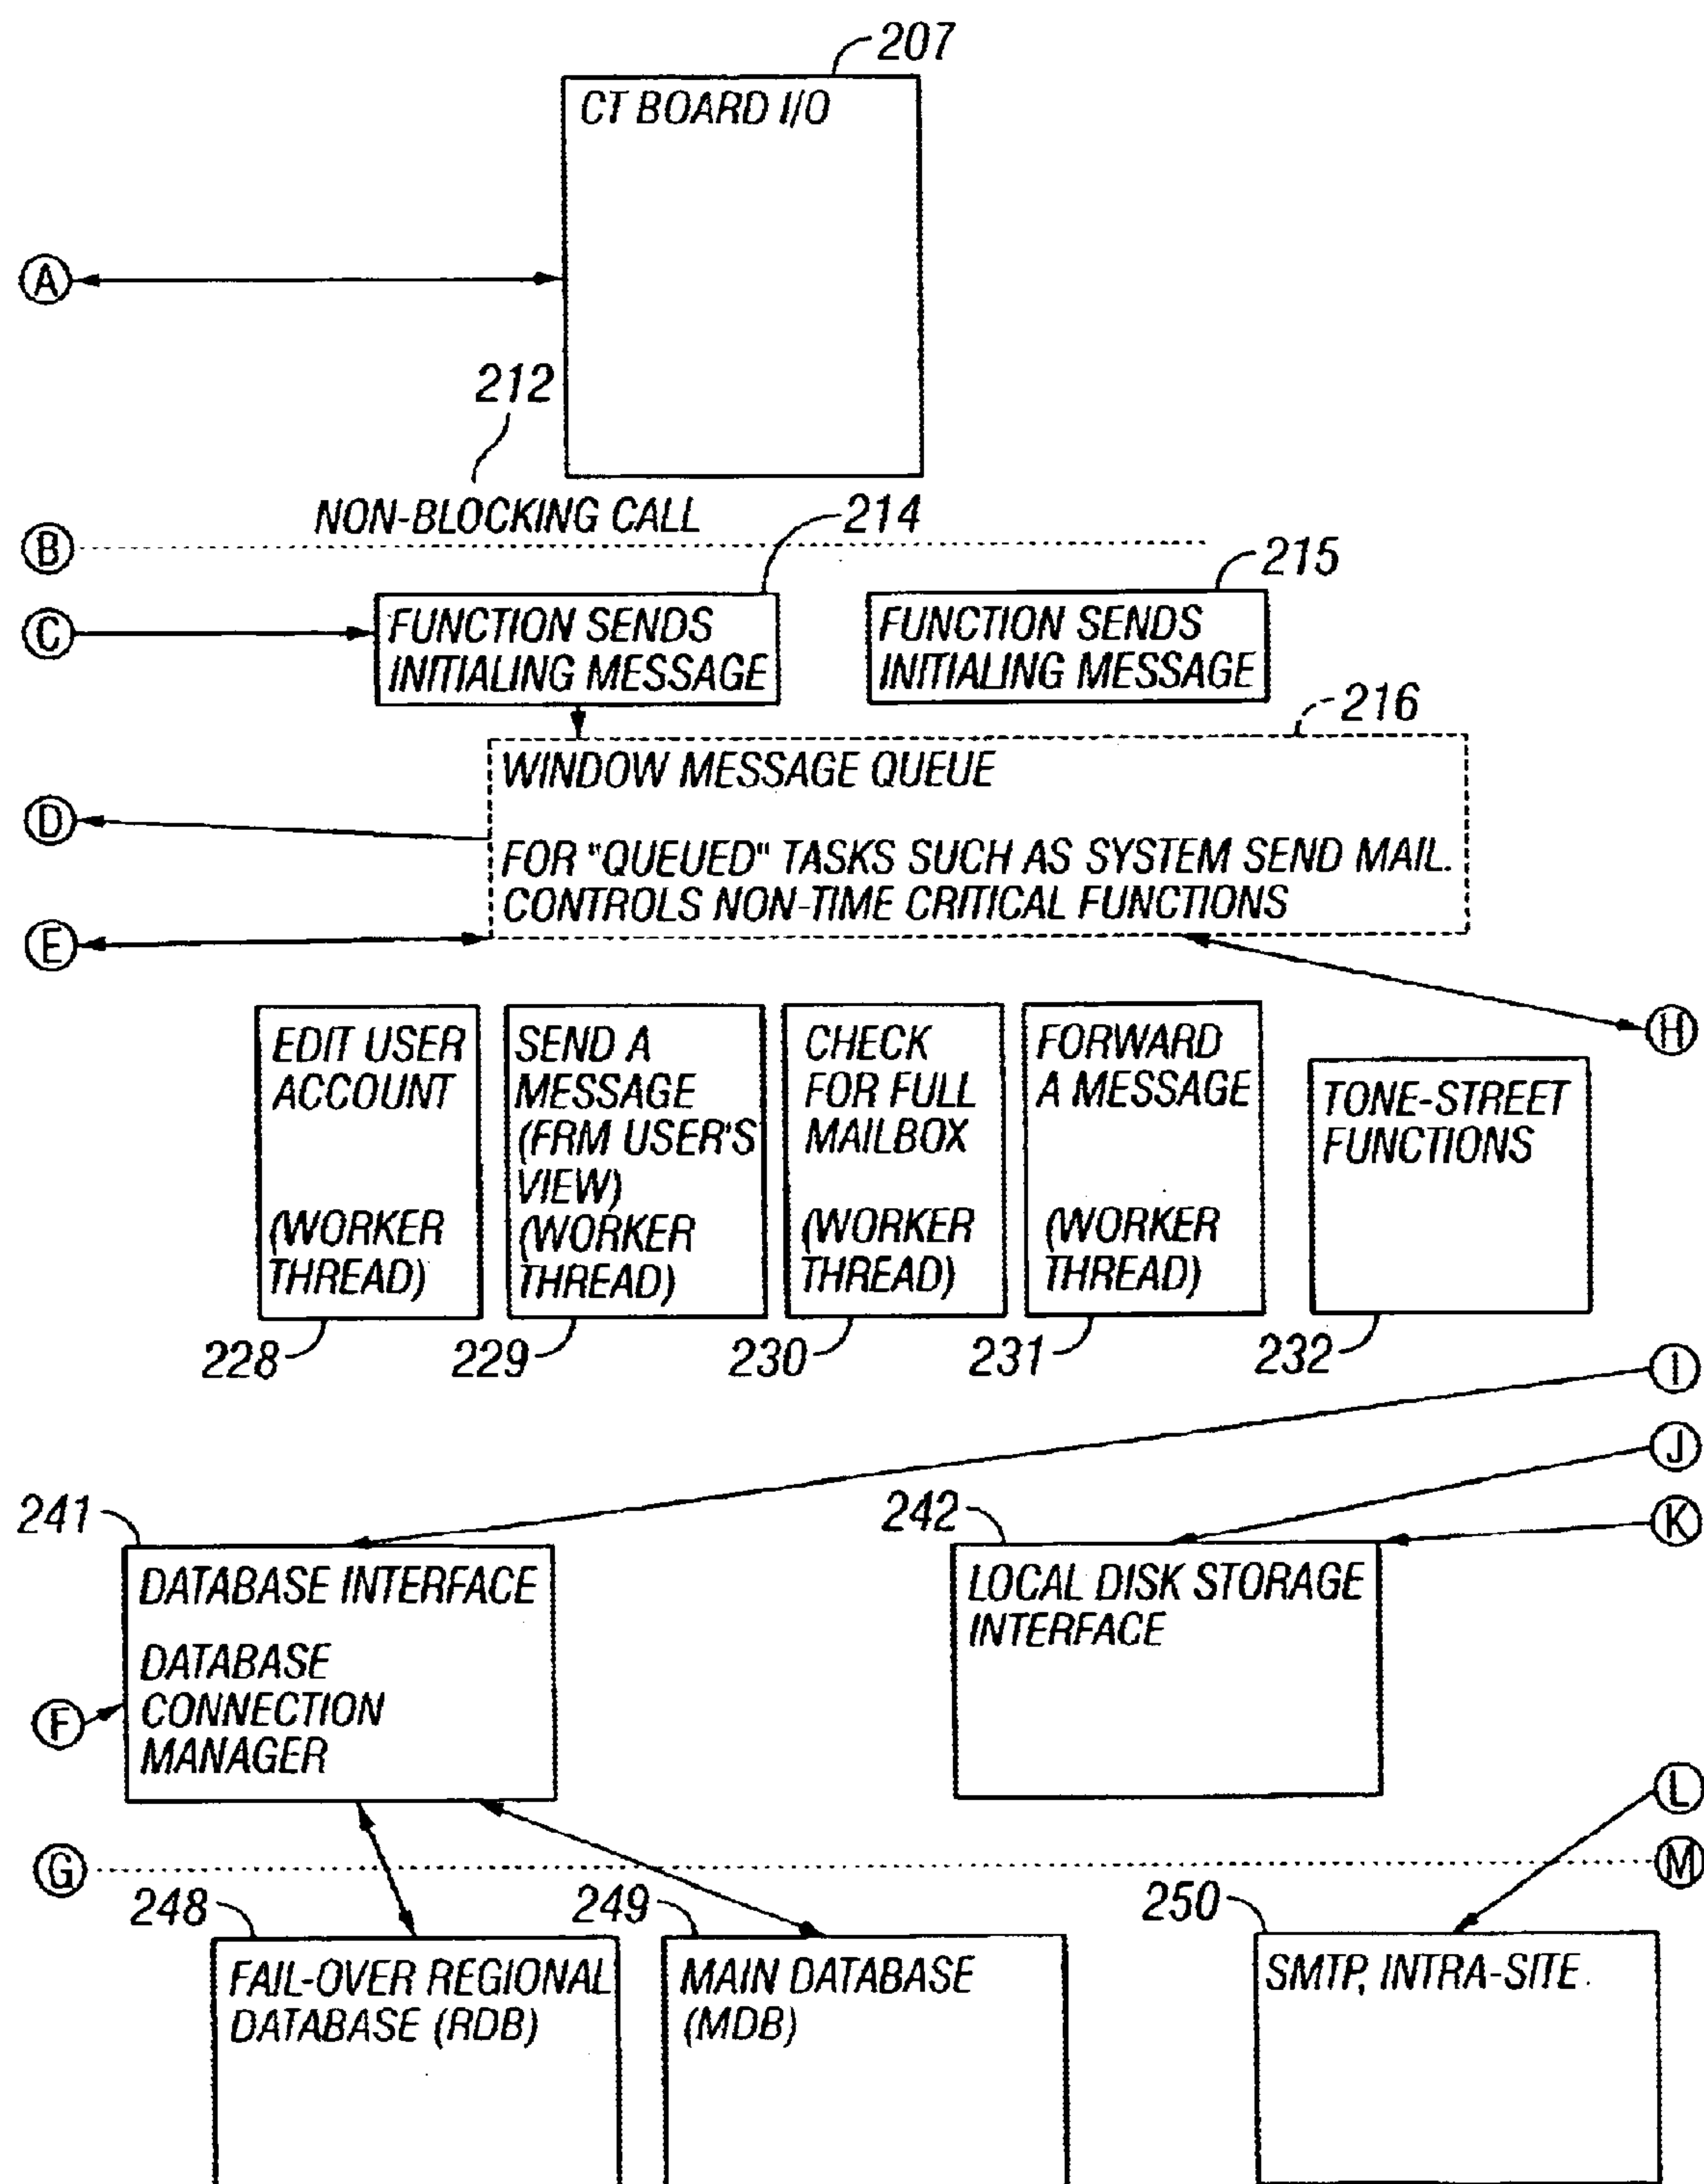 207
CT BOARD I/O
A
212
NON-BLOCKING CALL
214
B
215
C
FUNCTION SENDS
INITIALING MESSAGE
FUNCTION SENDS
INITIALING MESSAGE
216
WINDOW MESSAGE QUEUE
D
FOR "QUEUED" TASKS SUCH AS SYSTEM SEND MAIL.
CONTROLS NON-TIME CRITICAL FUNCTIONS
E
H
EDIT USER
ACCOUNT
(WORKER
THREAD)
SEND A
MESSAGE
(FRM USER'S
VIEW)
(WORKER
THREAD)
CHECK
FOR FULL
MAILBOX
(WORKER
THREAD)
FORWARD
A MESSAGE
(WORKER
THREAD)
TONE-STREET
FUNCTIONS
228
229
230
231
232
I
J
K
241
242
DATABASE INTERFACE
DATABASE
CONNECTION
MANAGER
LOCAL DISK STORAGE
INTERFACE
F
L
G
M
248
249
250
FAIL-OVER REGIONAL
DATABASE (RDB)
MAIN DATABASE
(MDB)
SMTP, INTRA-SITE.